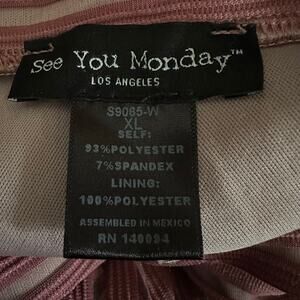 See You Monday™
LOS ANGELES
S9085-W
XL
SELF:
93%POLYESTER
7%SPANDEX
LINING:
100%POLYESTER
ASSEMBLED IN MEXICO
RN 140094